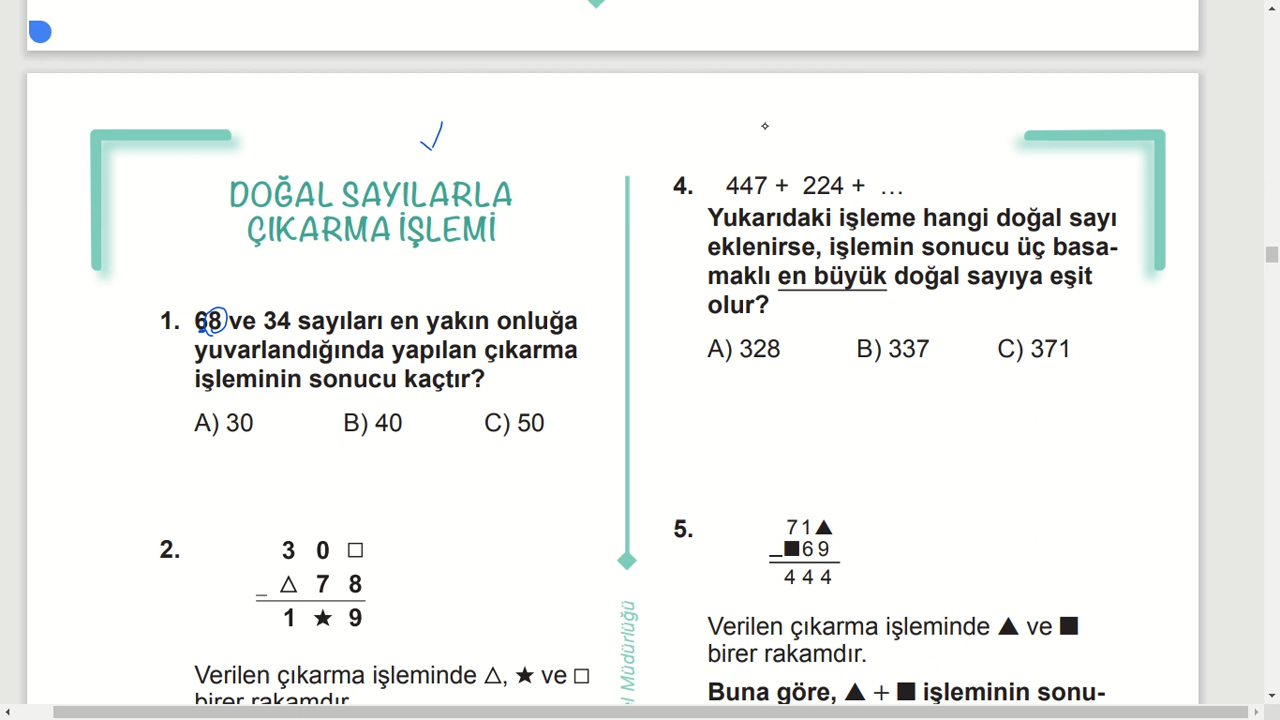 DOĞAL SAYILARLA
ÇIKARMA İŞLEMİ
1. 68 ve 34 sayıları en yakın onluğa
yuvarlandığında yapılan çıkarma
işleminin sonucu kaçtır?
A) 30 B) 40 C) 50
2. 3 0 □
_ △ 7 8
1 ★ 9
Verilen çıkarma işleminde △, ★ ve □
birer rakamdır.
4. 447 + 224 + ...
Yukarıdaki işleme hangi doğal sayı
eklenirse, işlemin sonucu üç basa-
maklı en büyük doğal sayıya eşit
olur?
A) 328 B) 337 C) 371
5. 71▲
_■69
444
Verilen çıkarma işleminde ▲ ve ■
birer rakamdır.
Buna göre, ▲ + ■ işleminin sonu-
l Müdürlüğü